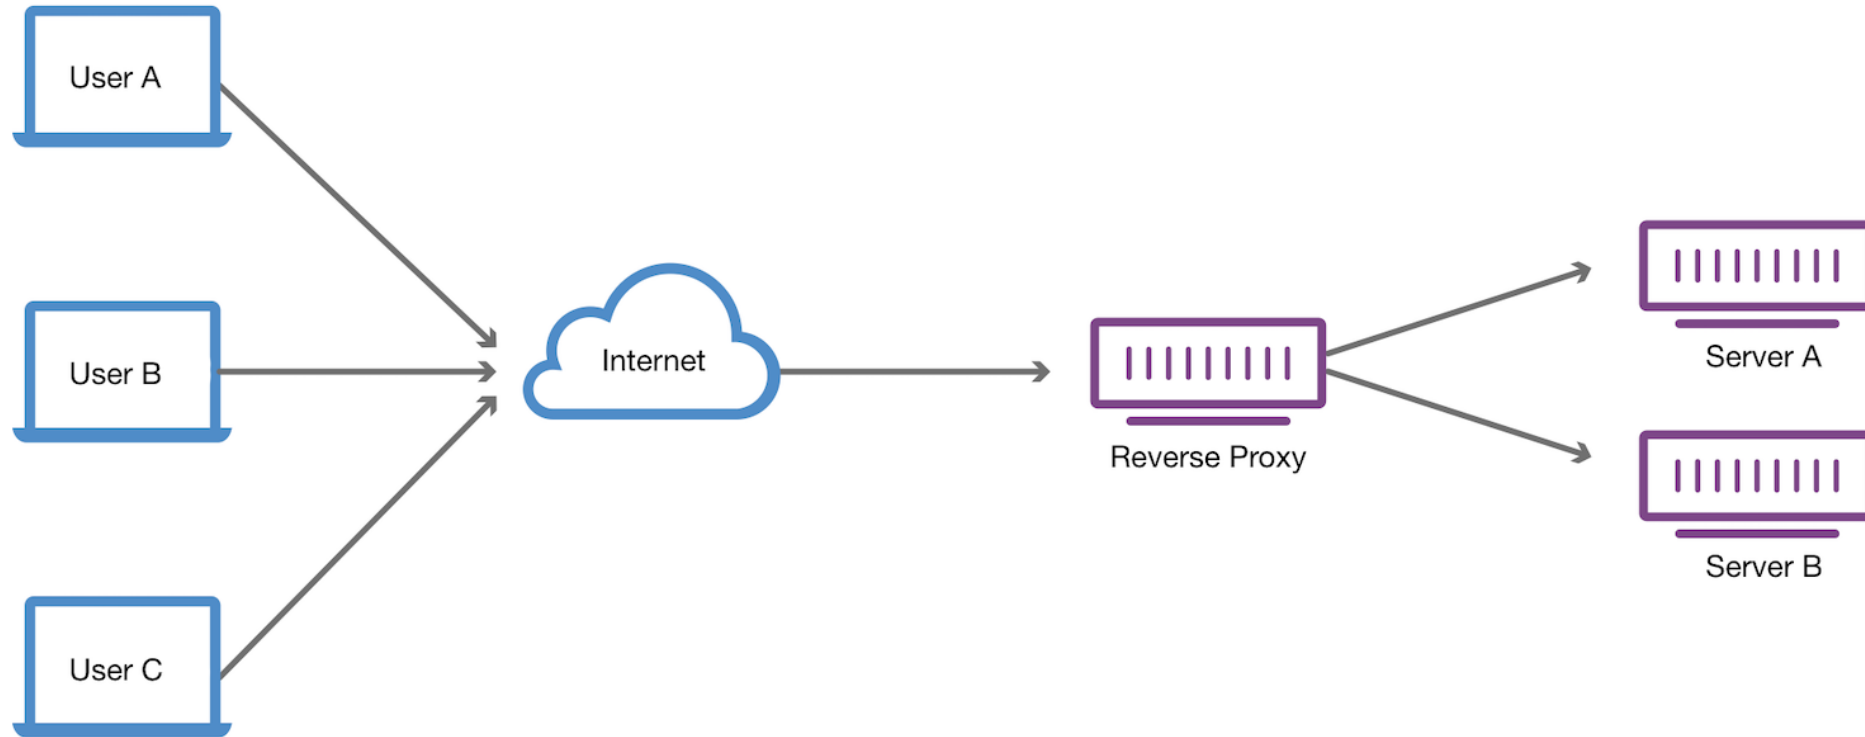 User A
User B
User C
Internet
Reverse Proxy
Server A
Server B